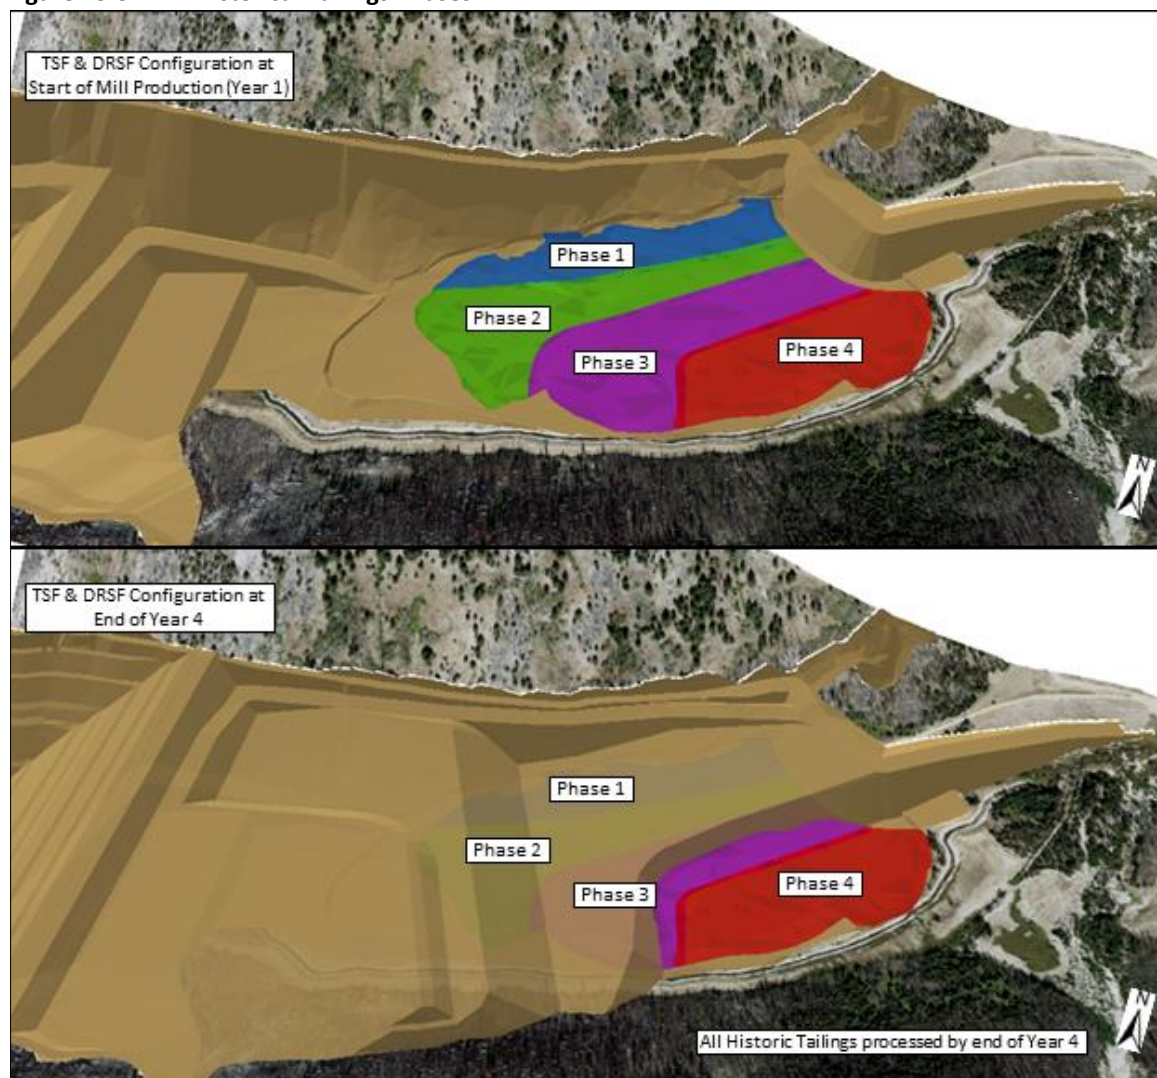 TSF & DRSF Configuration at
Start of Mill Production (Year 1)
Phase 1
Phase 2
Phase 3
Phase 4
N
TSF & DRSF Configuration at
End of Year 4
Phase 1
Phase 2
Phase 3
Phase 4
N
All Historic Tailings processed by end of Year 4